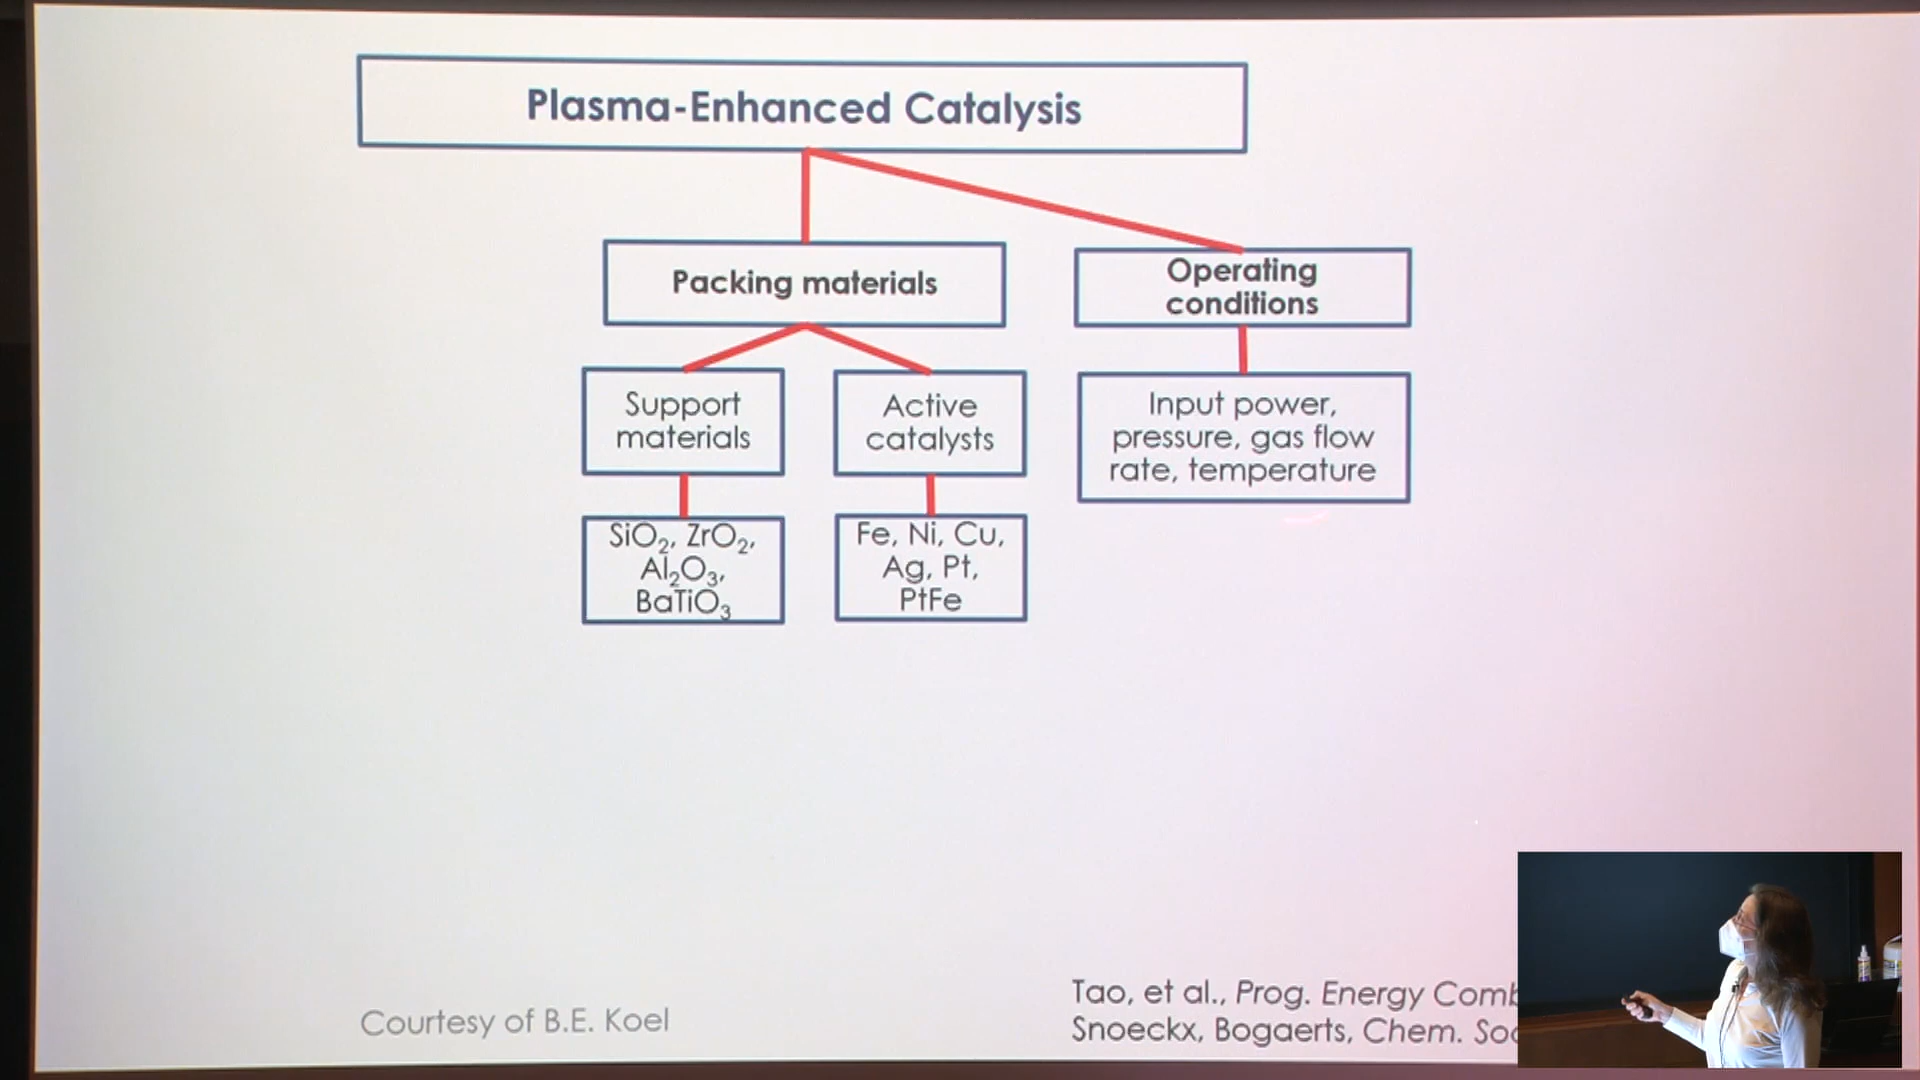 Plasma-Enhanced Catalysis
Packing materials
Operating
conditions
Support
materials
Active
catalysts
Input power,
pressure, gas flow
rate, temperature
SiO₂, ZrO₂,
Al₂O₃,
BaTiO₃
Fe, Ni, Cu,
Ag, Pt,
PtFe
Courtesy of B.E. Koel
Tao, et al., Prog. Energy
Snoeckx, Bogaerts, Chem.